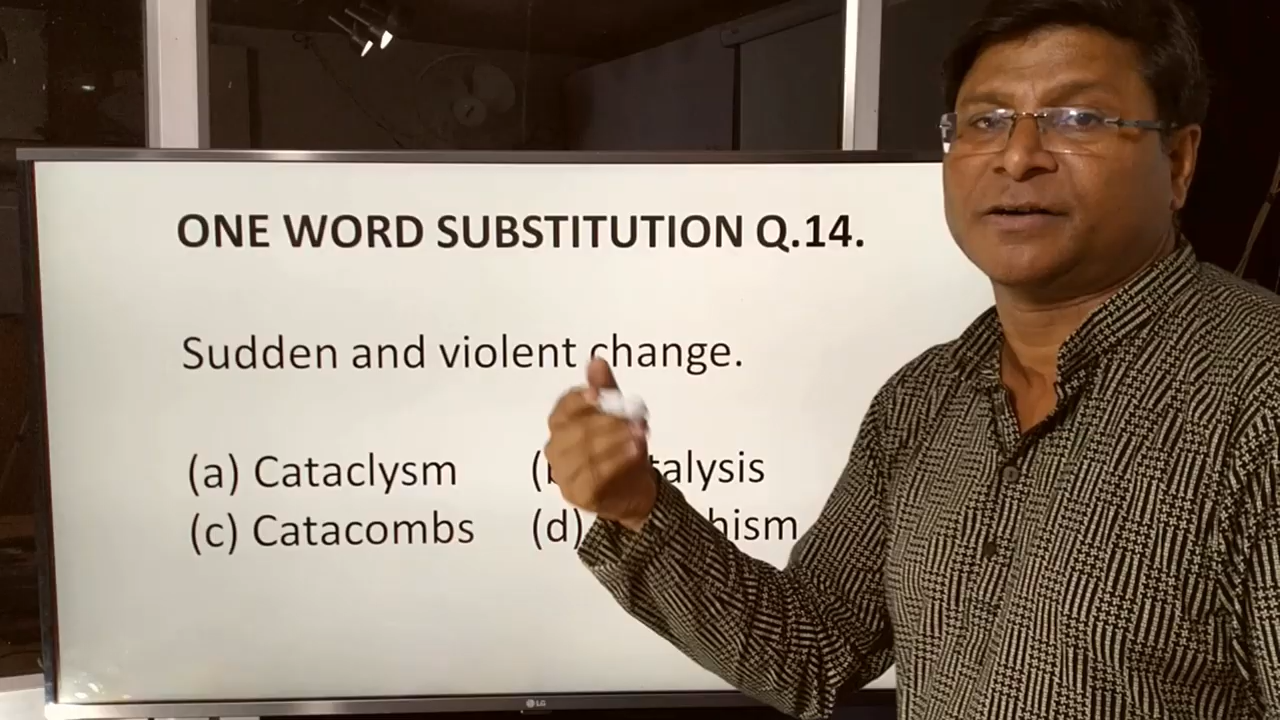 ONE WORD SUBSTITUTION Q.14.
Sudden and violent change.
(a) Cataclysm
(c) Catacombs (d)
LG